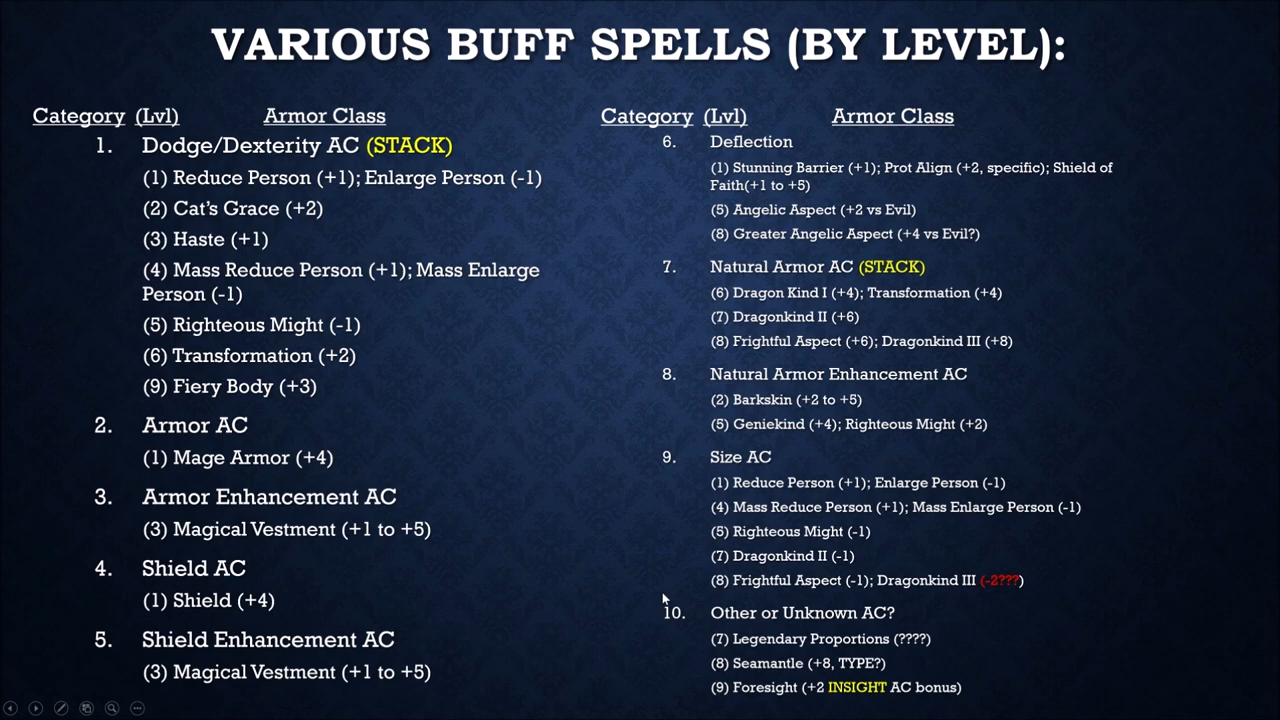 VARIOUS BUFF SPELLS (BY LEVEL):
Category (Lvl) Armor Class
1. Dodge/Dexterity AC (STACK)
(1) Reduce Person (+1); Enlarge Person (-1)
(2) Cat's Grace (+2)
(3) Haste (+1)
(4) Mass Reduce Person (+1); Mass Enlarge
Person (-1)
(5) Righteous Might (-1)
(6) Transformation (+2)
(9) Fiery Body (+3)
2. Armor AC
(1) Mage Armor (+4)
3. Armor Enhancement AC
(3) Magical Vestment (+1 to +5)
4. Shield AC
(1) Shield (+4)
5. Shield Enhancement AC
(3) Magical Vestment (+1 to +5)
Category (Lvl) Armor Class
6. Deflection
(1) Stunning Barrier (+1); Prot Align (+2, specific); Shield of
Faith(+1 to +5)
(5) Angelic Aspect (+2 vs Evil)
(8) Greater Angelic Aspect (+4 vs Evil?)
7. Natural Armor AC (STACK)
(6) Dragon Kind I (+4); Transformation (+4)
(7) Dragonkind II (+6)
(8) Frightful Aspect (+6); Dragonkind III (+8)
8. Natural Armor Enhancement AC
(2) Barkskin (+2 to +5)
(5) Geniekind (+4); Righteous Might (+2)
9. Size AC
(1) Reduce Person (+1); Enlarge Person (-1)
(4) Mass Reduce Person (+1); Mass Enlarge Person (-1)
(5) Righteous Might (-1)
(7) Dragonkind II (-1)
(8) Frightful Aspect (-1); Dragonkind III (-2???)
10. Other or Unknown AC?
(7) Legendary Proportions (????)
(8) Seamantle (+8, TYPE?)
(9) Foresight (+2 INSIGHT AC bonus)